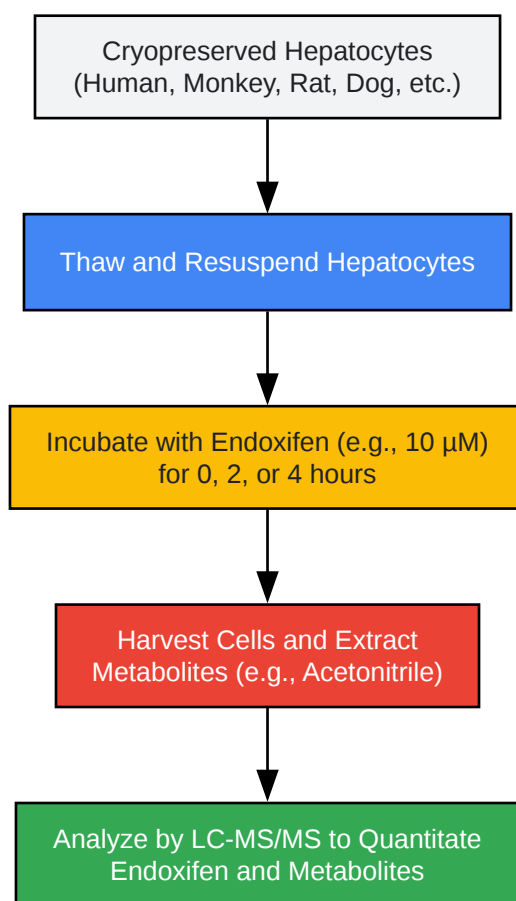 Cryopreserved Hepatocytes
(Human, Monkey, Rat, Dog, etc.)
Thaw and Resuspend Hepatocytes
Incubate with Endoxifen (e.g., 10 µM)
for 0, 2, or 4 hours
Harvest Cells and Extract
Metabolites (e.g., Acetonitrile)
Analyze by LC-MS/MS to Quantitate
Endoxifen and Metabolites